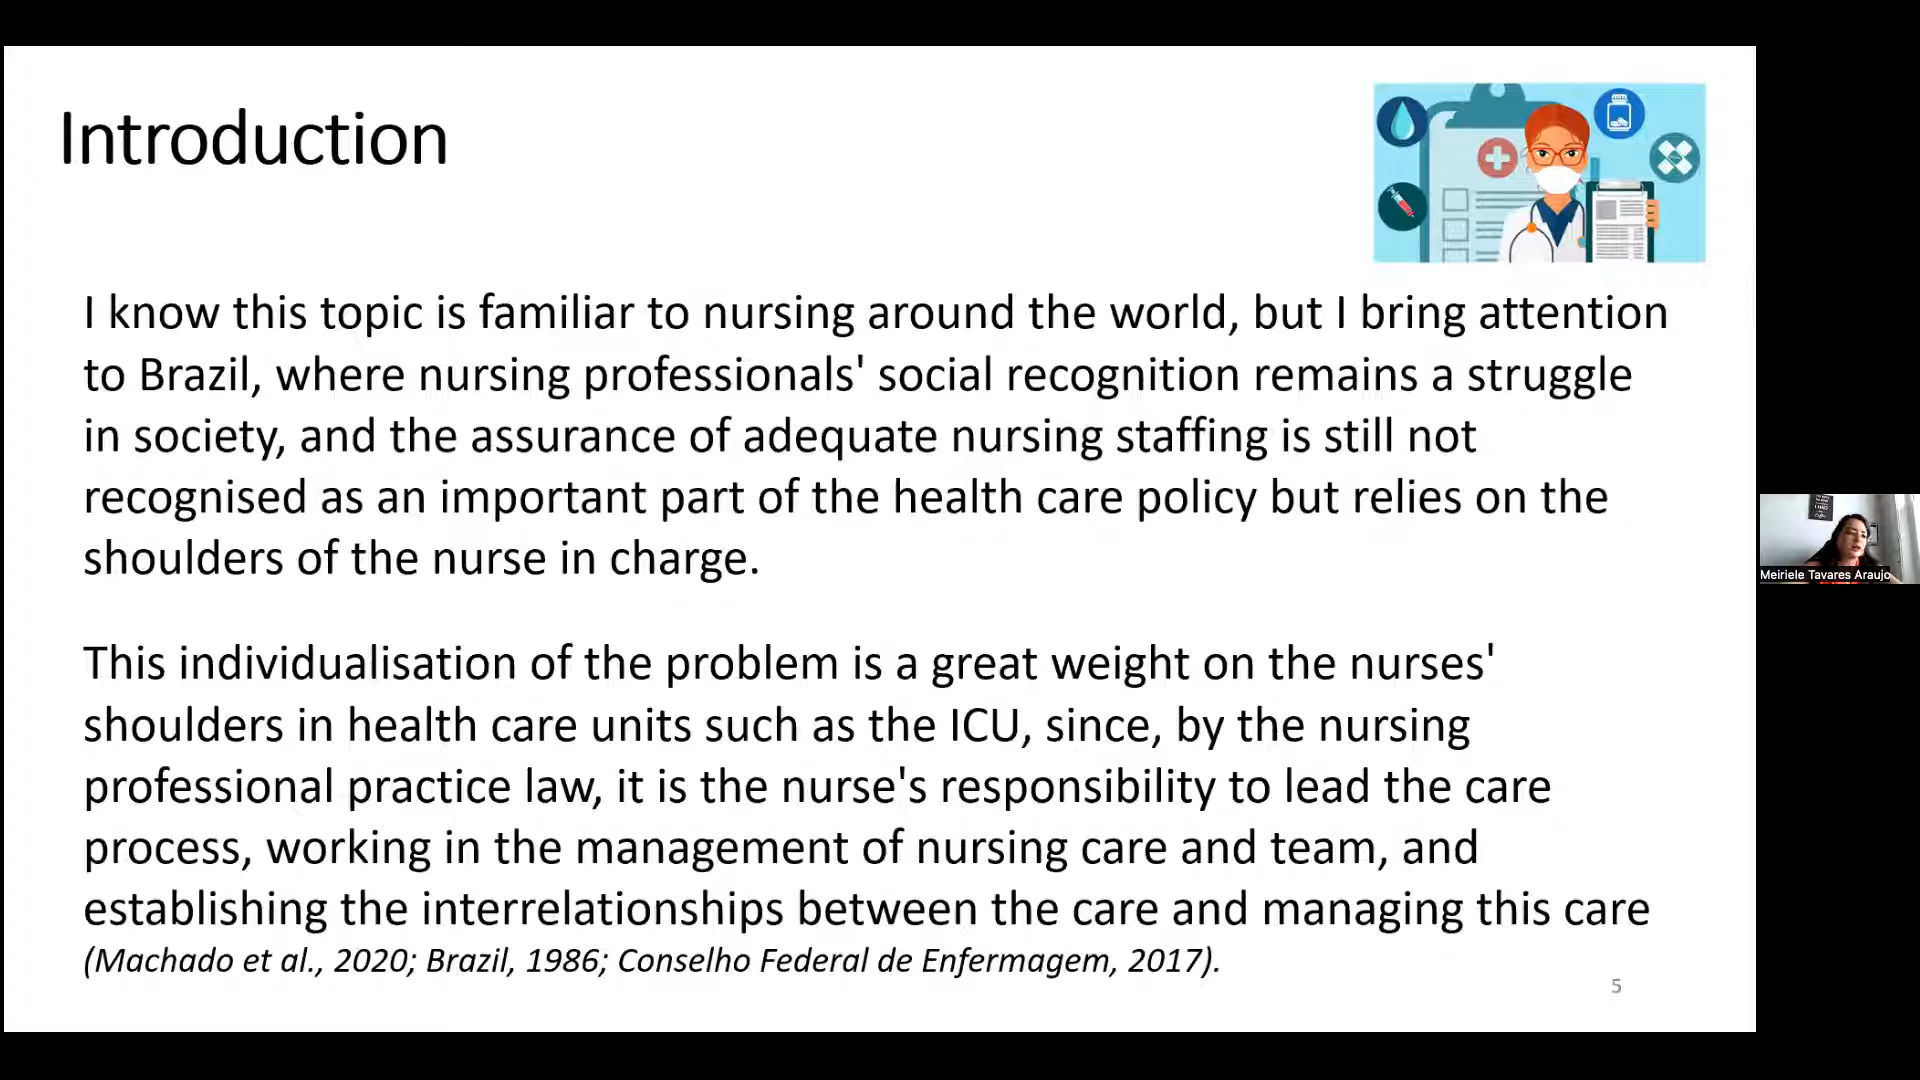 Introduction
I know this topic is familiar to nursing around the world, but I bring attention
to Brazil, where nursing professionals' social recognition remains a struggle
in society, and the assurance of adequate nursing staffing is still not
recognised as an important part of the health care policy but relies on the
shoulders of the nurse in charge.
This individualisation of the problem is a great weight on the nurses'
shoulders in health care units such as the ICU, since, by the nursing
professional practice law, it is the nurse's responsibility to lead the care
process, working in the management of nursing care and team, and
establishing the interrelationships between the care and managing this care
(Machado et al., 2020; Brazil, 1986; Conselho Federal de Enfermagem, 2017).
5
Meiriele Tavares Araujo